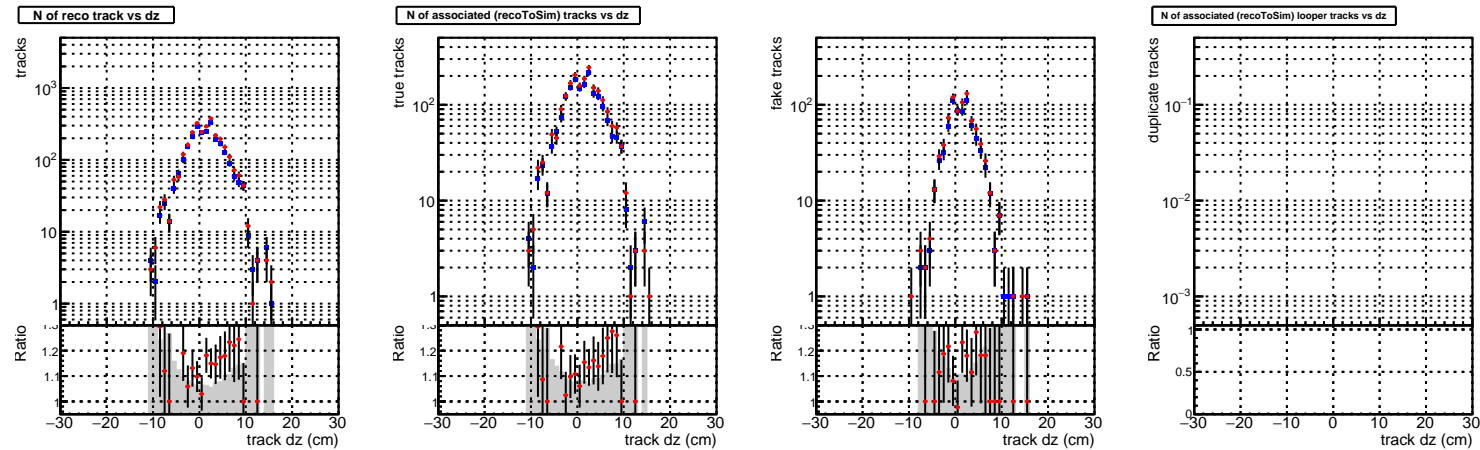 N of reco track vs dz
tracks
10³
10²
10
1
Ratio
1.3
1.2
1.1
1
−30 −20 −10 0 10 20 30
track dz (cm)
N of associated (recoToSim) tracks vs dz
true tracks
10²
10
1
Ratio
1.3
1.2
1.1
1
−30 −20 −10 0 10 20 30
track dz (cm)
fake tracks
10²
10
1
Ratio
1.3
1.2
1.1
1
−30 −20 −10 0 10 20 30
track dz (cm)
N of associated (recoToSim) looper tracks vs dz
duplicate tracks
10⁻¹
10⁻²
10⁻³
Ratio
1
0.5
0
−30 −20 −10 0 10 20 30
track dz (cm)